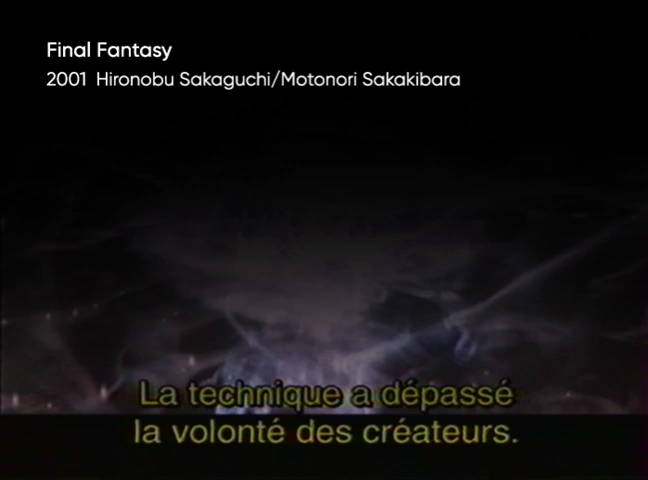 Final Fantasy
2001 Hironobu Sakaguchi/Motonori Sakakibara
La technique a dépassé
la volonté des créateurs.